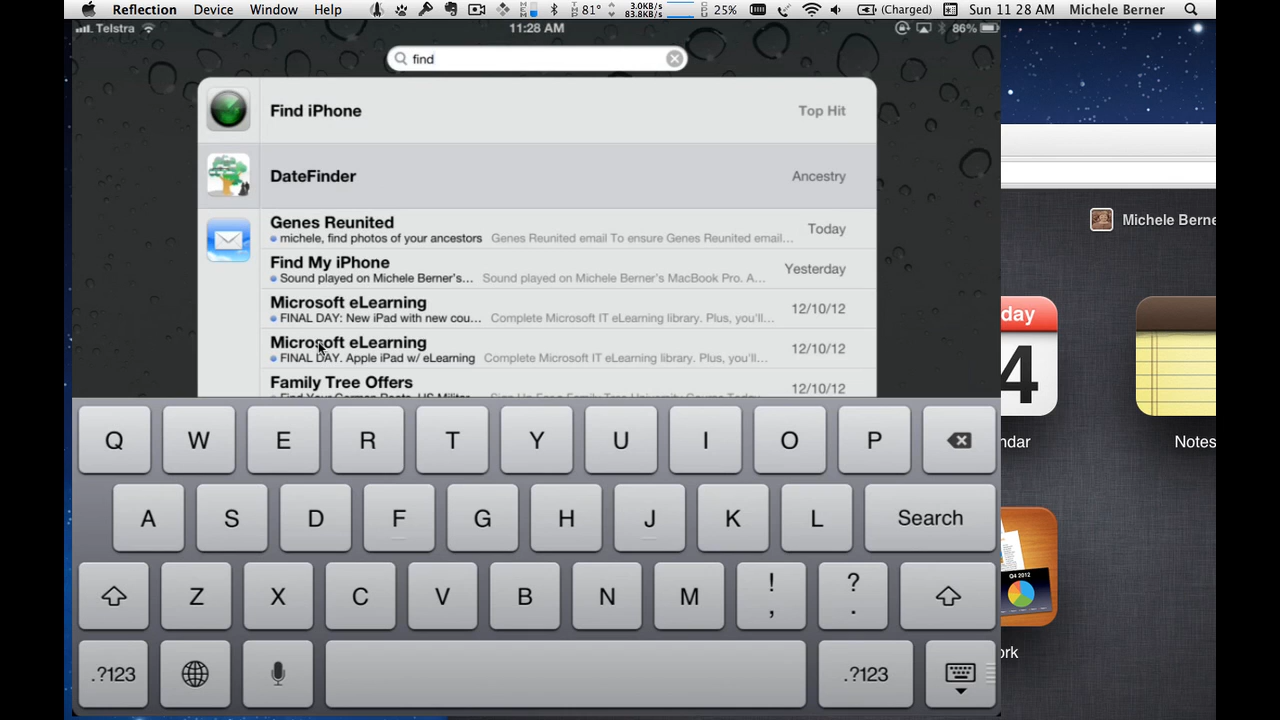 Reflection Device Window Help MEM 81° 3.0KB/s 83.8KB/s 25% (Charged) Sun 11 28 AM Michele Berner
Telstra 11:28 AM 86%
find
Find iPhone Top Hit
DateFinder Ancestry
Genes Reunited Today
michele, find photos of your ancestors Genes Reunited email To ensure Genes Reunited email...
Find My iPhone Yesterday
Sound played on Michele Berner's... Sound played on Michele Berner's MacBook Pro. A...
Microsoft eLearning 12/10/12
FINAL DAY: New iPad with new cou... Complete Microsoft IT eLearning library. Plus, you'll...
Microsoft eLearning 12/10/12
FINAL DAY. Apple iPad w/ eLearning Complete Microsoft IT eLearning library. Plus, you'll...
Family Tree Offers 12/10/12
Q W E R T Y U I O P
A S D F G H J K L Search
Z X C V B N M ! , ? .
.?123 .?123
Michele Berne
day
4
ndar Notes
Q4 2012
ork